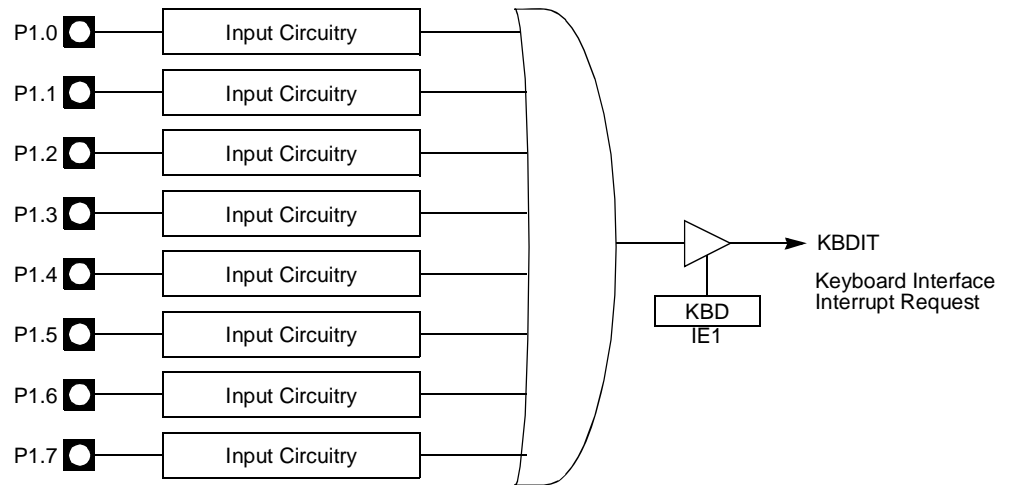 P1.0 Input Circuitry
P1.1 Input Circuitry
P1.2 Input Circuitry
P1.3 Input Circuitry
P1.4 Input Circuitry
P1.5 Input Circuitry
P1.6 Input Circuitry
P1.7 Input Circuitry
KBDIT
Keyboard Interface
Interrupt Request
KBD
IE1